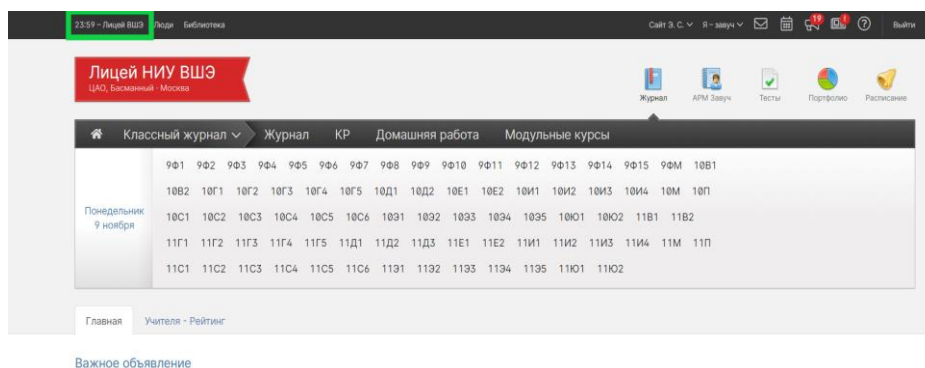 23:59 – Лицей ВШЭ Люди Библиотека Сайт Э. С. Я – завуч 19 1 Выйти
Лицей НИУ ВШЭ
ЦАО, Басманный - Москва
Журнал АРМ Завуч Тесты Портфолио Расписание
Классный журнал Журнал КР Домашняя работа Модульные курсы
9Ф1 9Ф2 9Ф3 9Ф4 9Ф5 9Ф6 9Ф7 9Ф8 9Ф9 9Ф10 9Ф11 9Ф12 9Ф13 9Ф14 9Ф15 9ФМ 10В1
10В2 10Г1 10Г2 10Г3 10Г4 10Г5 10Д1 10Д2 10Е1 10Е2 10И1 10И2 10И3 10И4 10М 10П
Понедельник
9 ноября
10С1 10С2 10С3 10С4 10С5 10С6 10Э1 10Э2 10Э3 10Э4 10Э5 10Ю1 10Ю2 11В1 11В2
11Г1 11Г2 11Г3 11Г4 11Г5 11Д1 11Д2 11Д3 11Е1 11Е2 11И1 11И2 11И3 11И4 11М 11П
11С1 11С2 11С3 11С4 11С5 11С6 11Э1 11Э2 11Э3 11Э4 11Э5 11Ю1 11Ю2
Главная Учителя - Рейтинг
Важное объявление